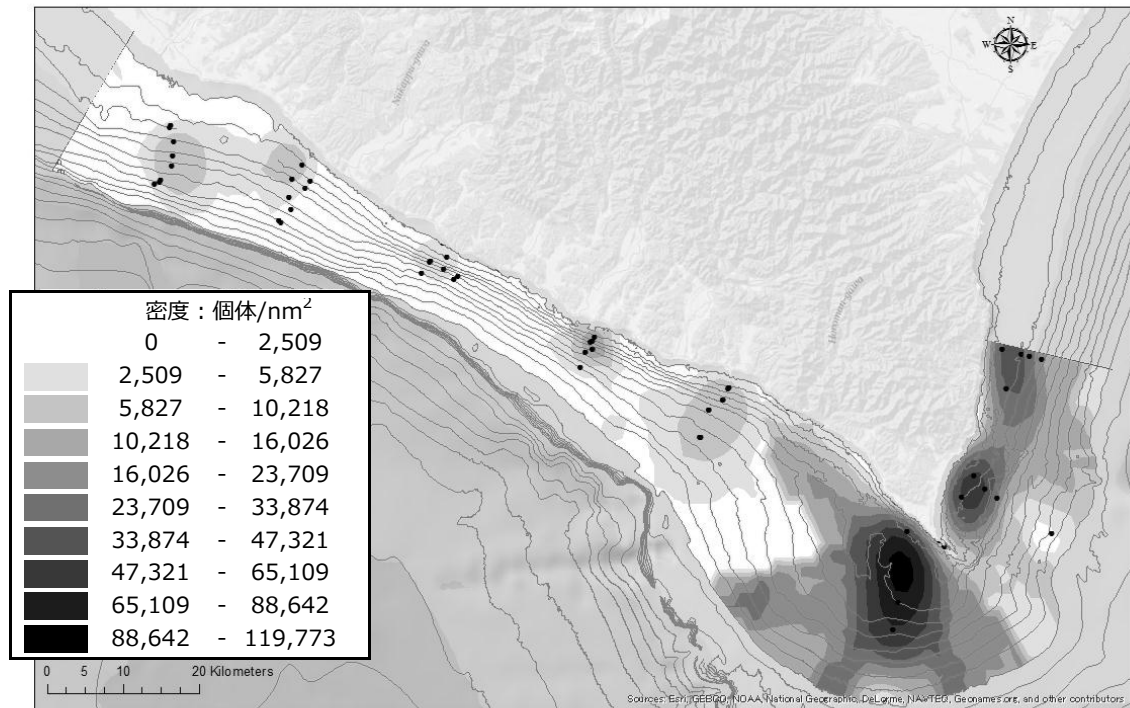 N
W E
S
密度：個体/nm²
0 - 2,509
2,509 - 5,827
5,827 - 10,218
10,218 - 16,026
16,026 - 23,709
23,709 - 33,874
33,874 - 47,321
47,321 - 65,109
65,109 - 88,642
88,642 - 119,773
0 5 10 20 Kilometers
Sources: Esri, GEBCO, NOAA, National Geographic, DeLorme, NAVTEQ, Geonames.org, and other contributors